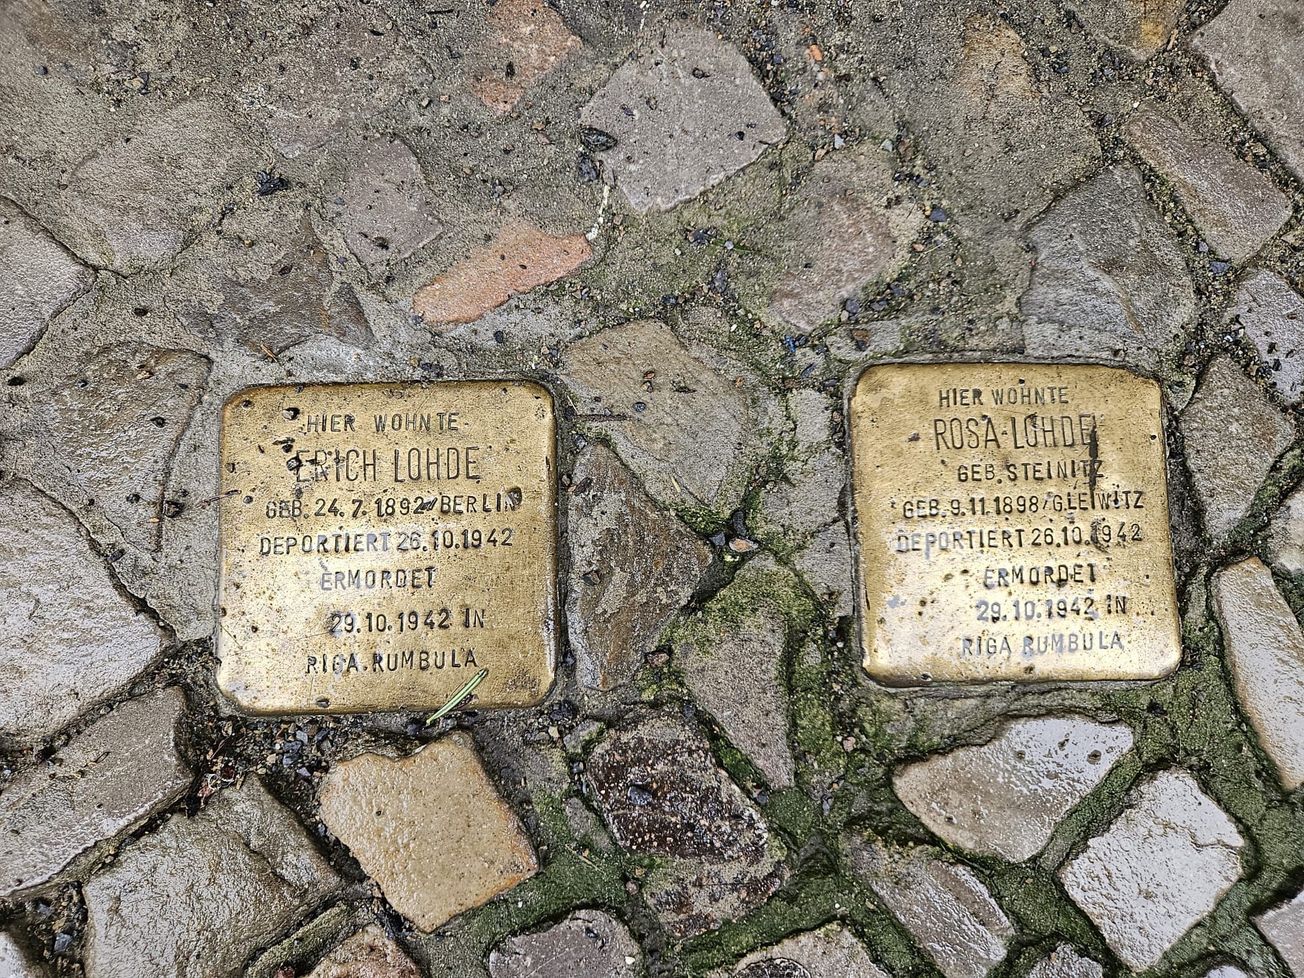 HIER WOHNTE
ERICH LOHDE
GEB. 24.7.1892 BERLIN
DEPORTIERT 26.10.1942
ERMORDET
29.10.1942 IN
RIGA.RUMBULA
HIER WOHNTE
ROSA LOHDE
GEB. STEINITZ
GEB. 9.11.1898/GLEIWITZ
DEPORTIERT 26.10.1942
ERMORDET
29.10.1942 IN
RIGA RUMBULA